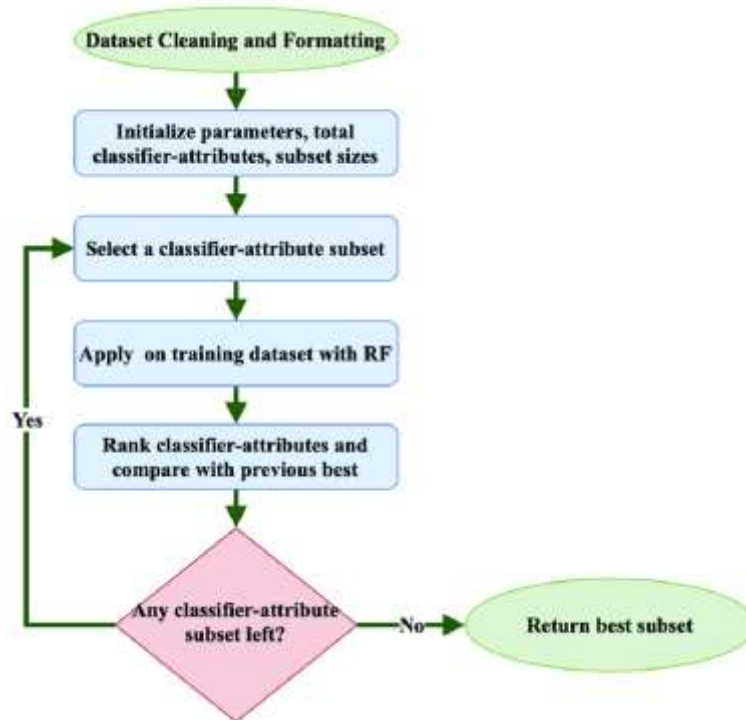 Dataset Cleaning and Formatting
Initialize parameters, total
classifier-attributes, subset sizes
Select a classifier-attribute subset
Apply on training dataset with RF
Yes
Rank classifier-attributes and
compare with previous best
Any classifier-attribute
subset left?
No
Return best subset